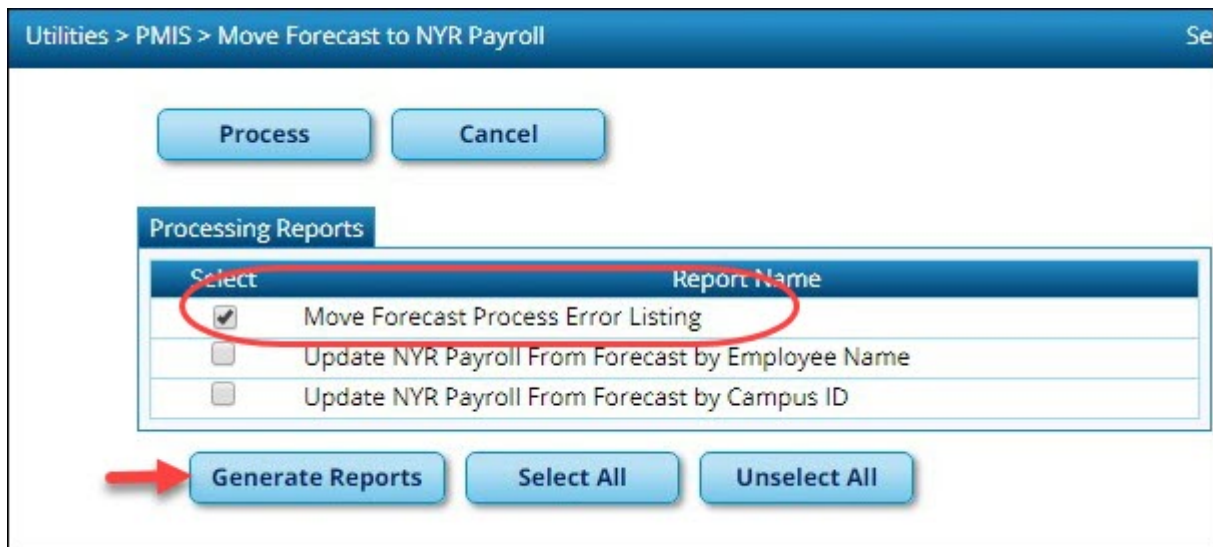 Utilities > PMIS > Move Forecast to NYR Payroll Se
Process Cancel
Processing Reports
Select Report Name
Move Forecast Process Error Listing
Update NYR Payroll From Forecast by Employee Name
Update NYR Payroll From Forecast by Campus ID
Generate Reports Select All Unselect All